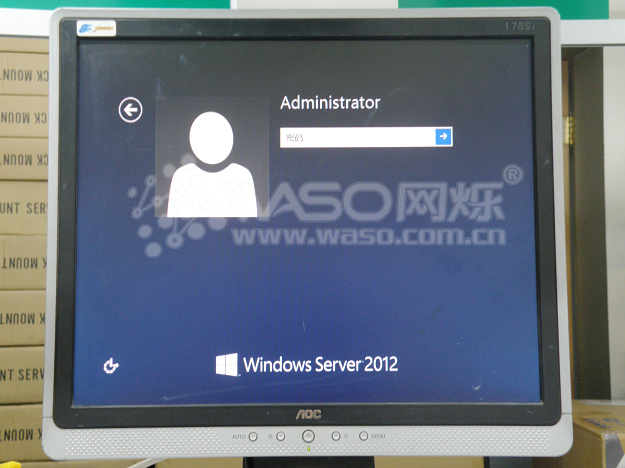 176Si
Administrator
密码
WASO网烁®
www.waso.com.cn
Windows Server 2012
AOC
AUTO
MENU
CK MOUNT
UNT SERV
CK MOUNT
NT SERV